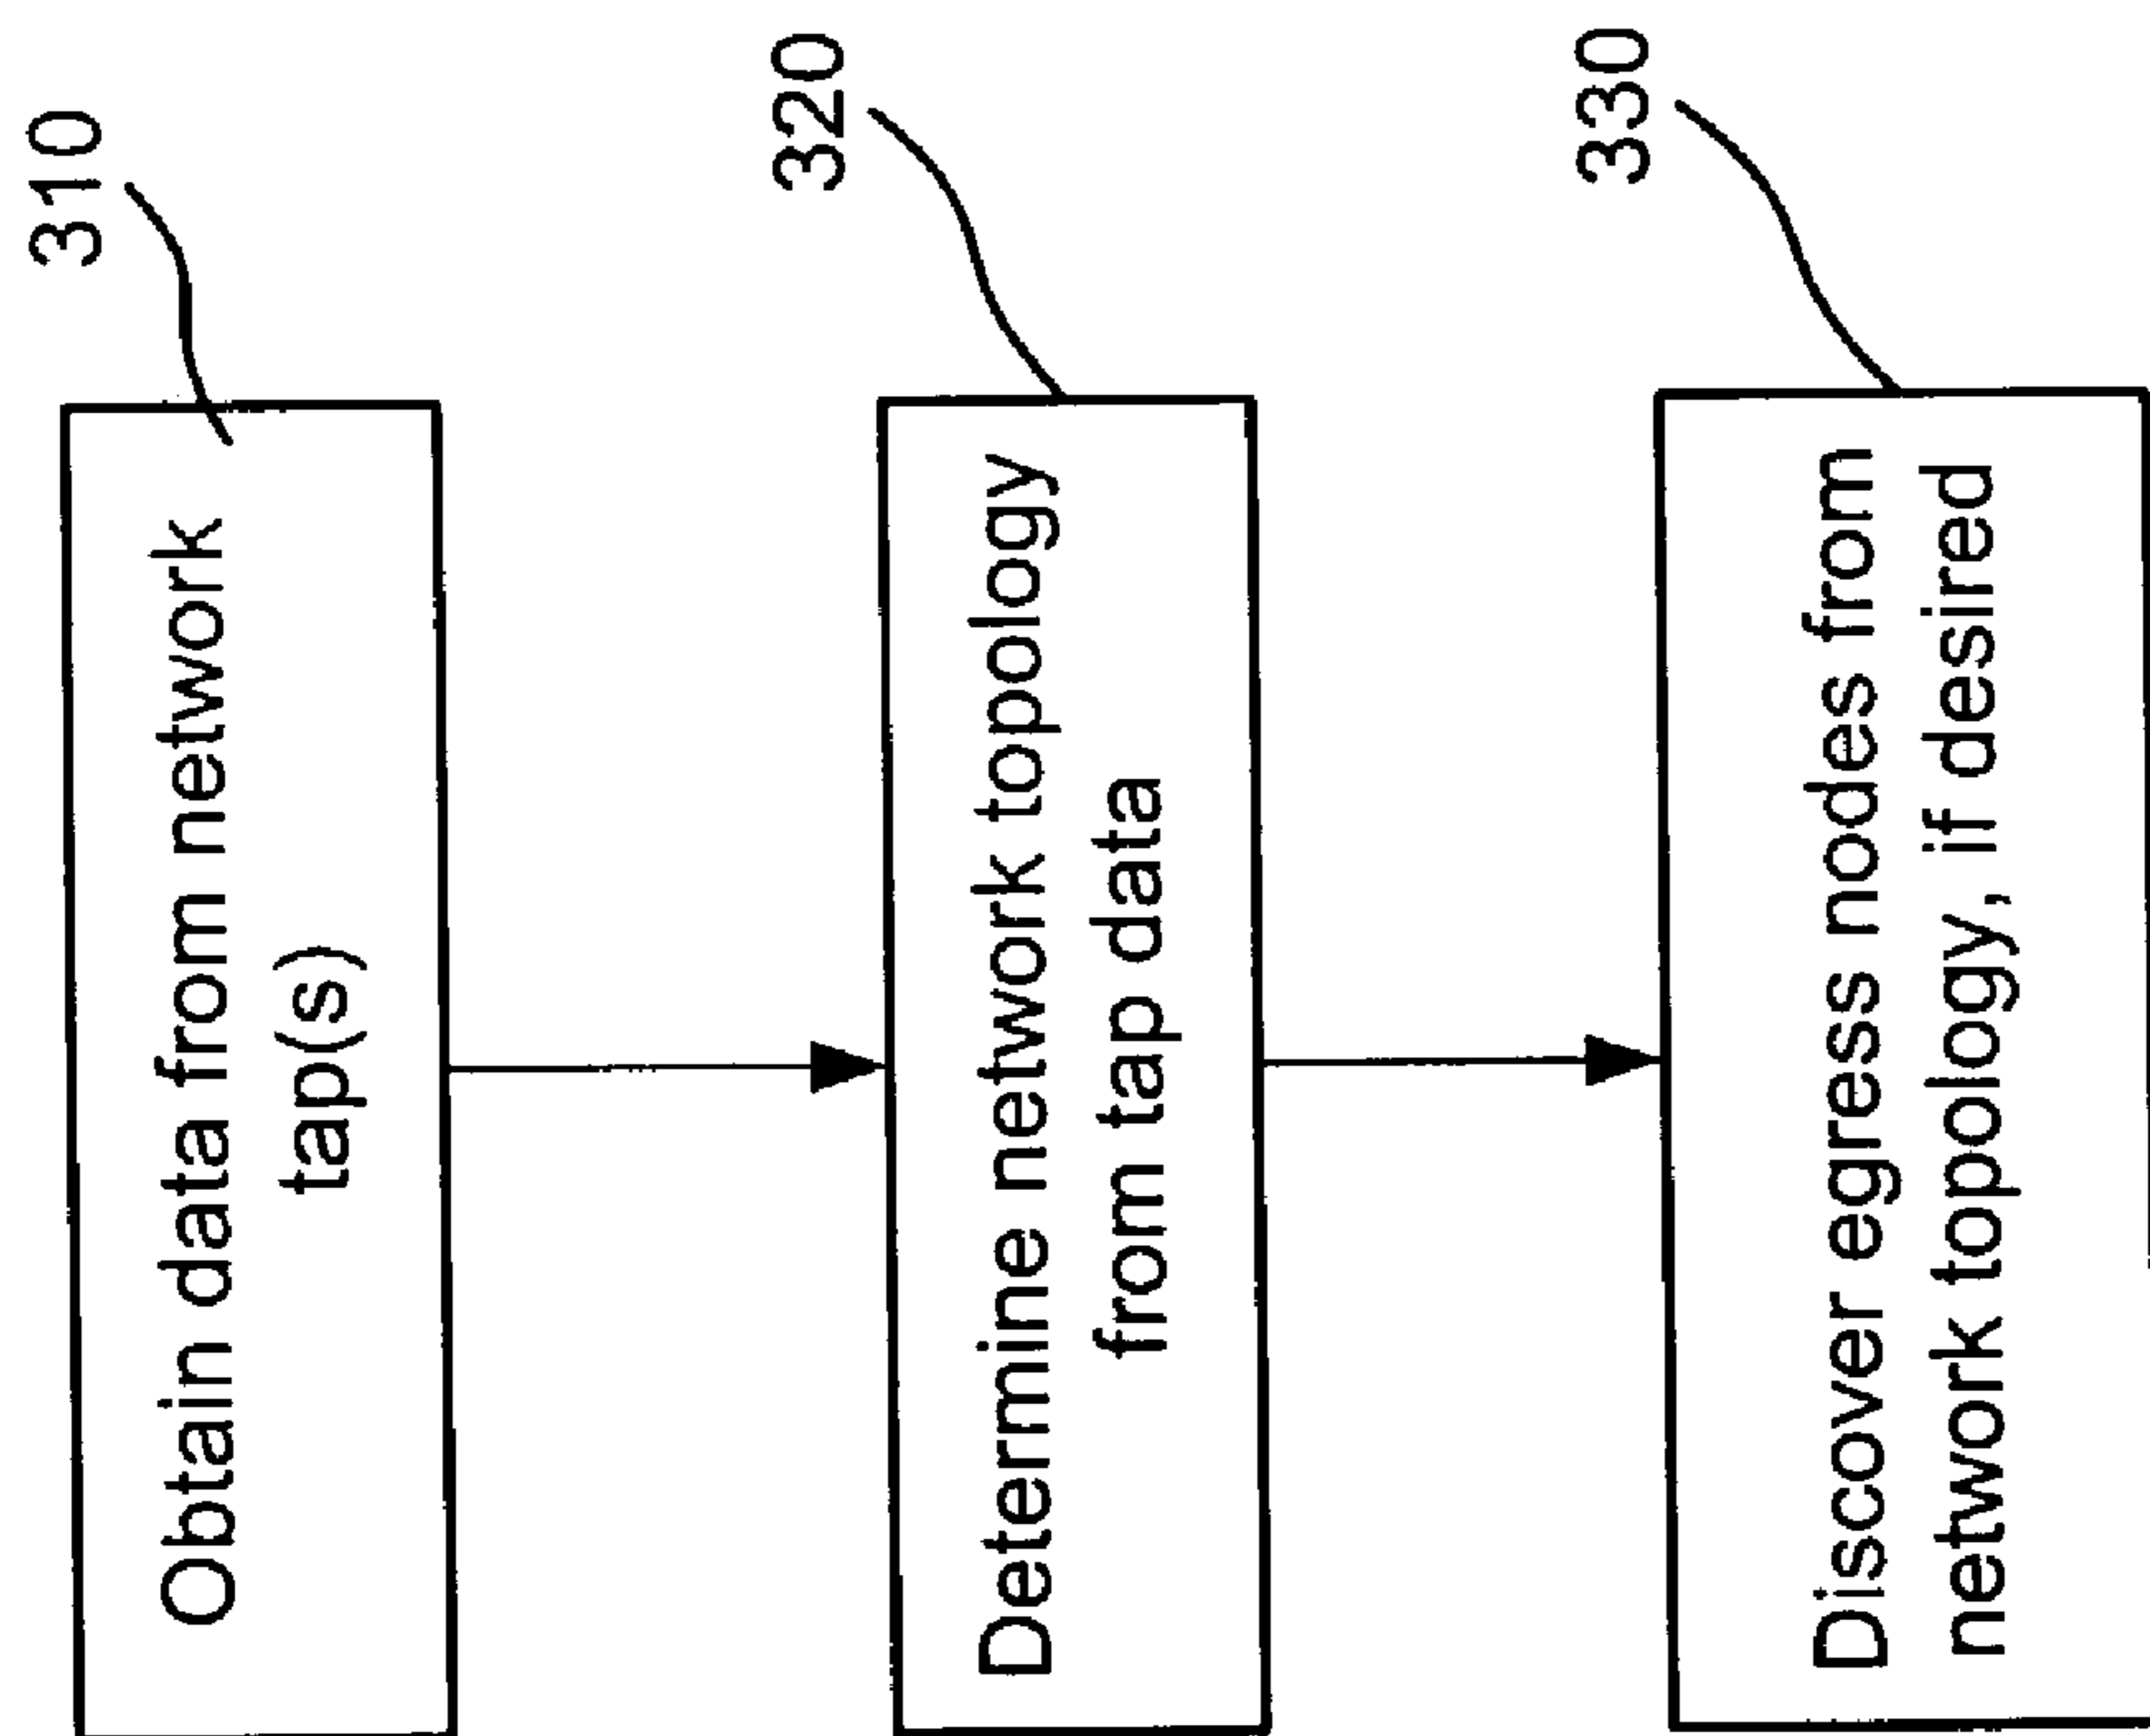 310
Obtain data from network
tap(s)
320
Determine network topology
from tap data
330
Discover egress nodes from
network topology, if desired